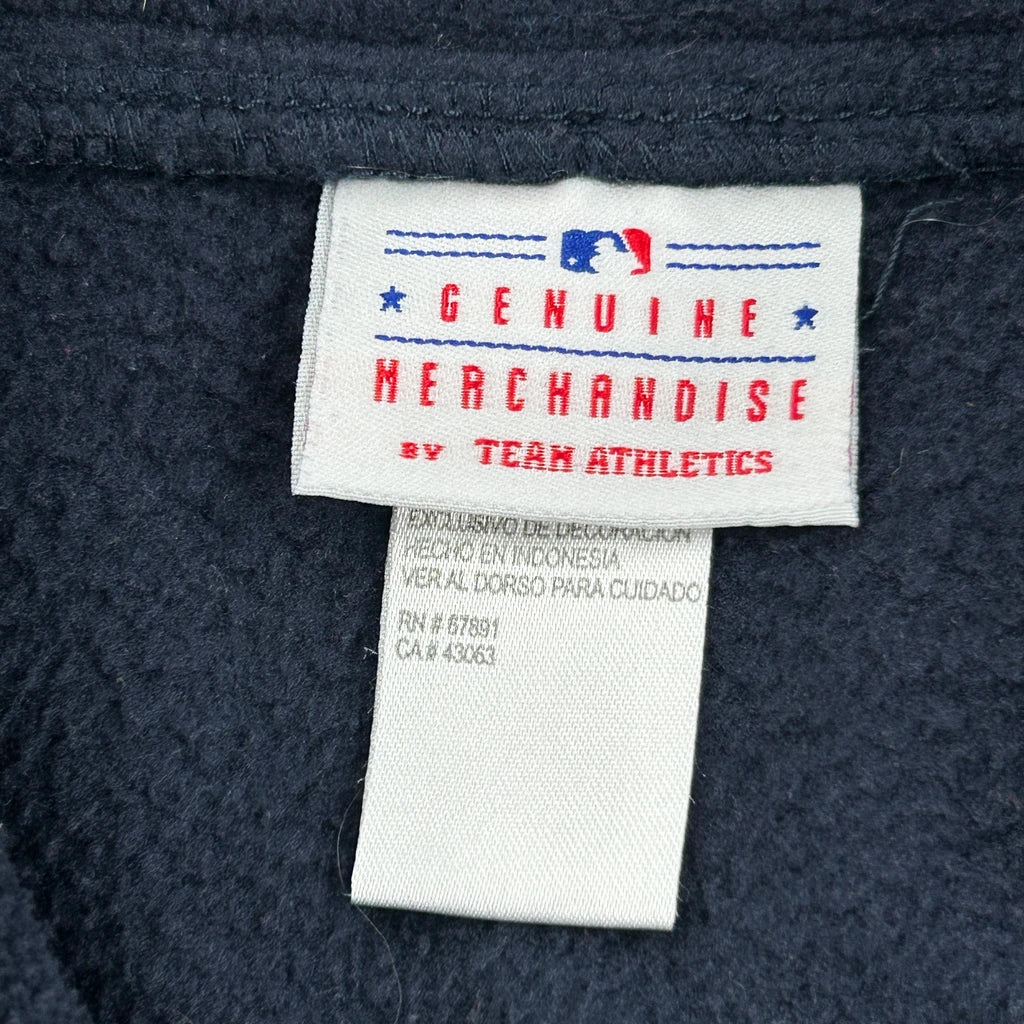 GENUINE
MERCHANDISE
BY TEAM ATHLETICS
EXCLUSIVO DE DECORACION
HECHO EN INDONESIA
VER AL DORSO PARA CUIDADO
RN # 67891
CA # 43063